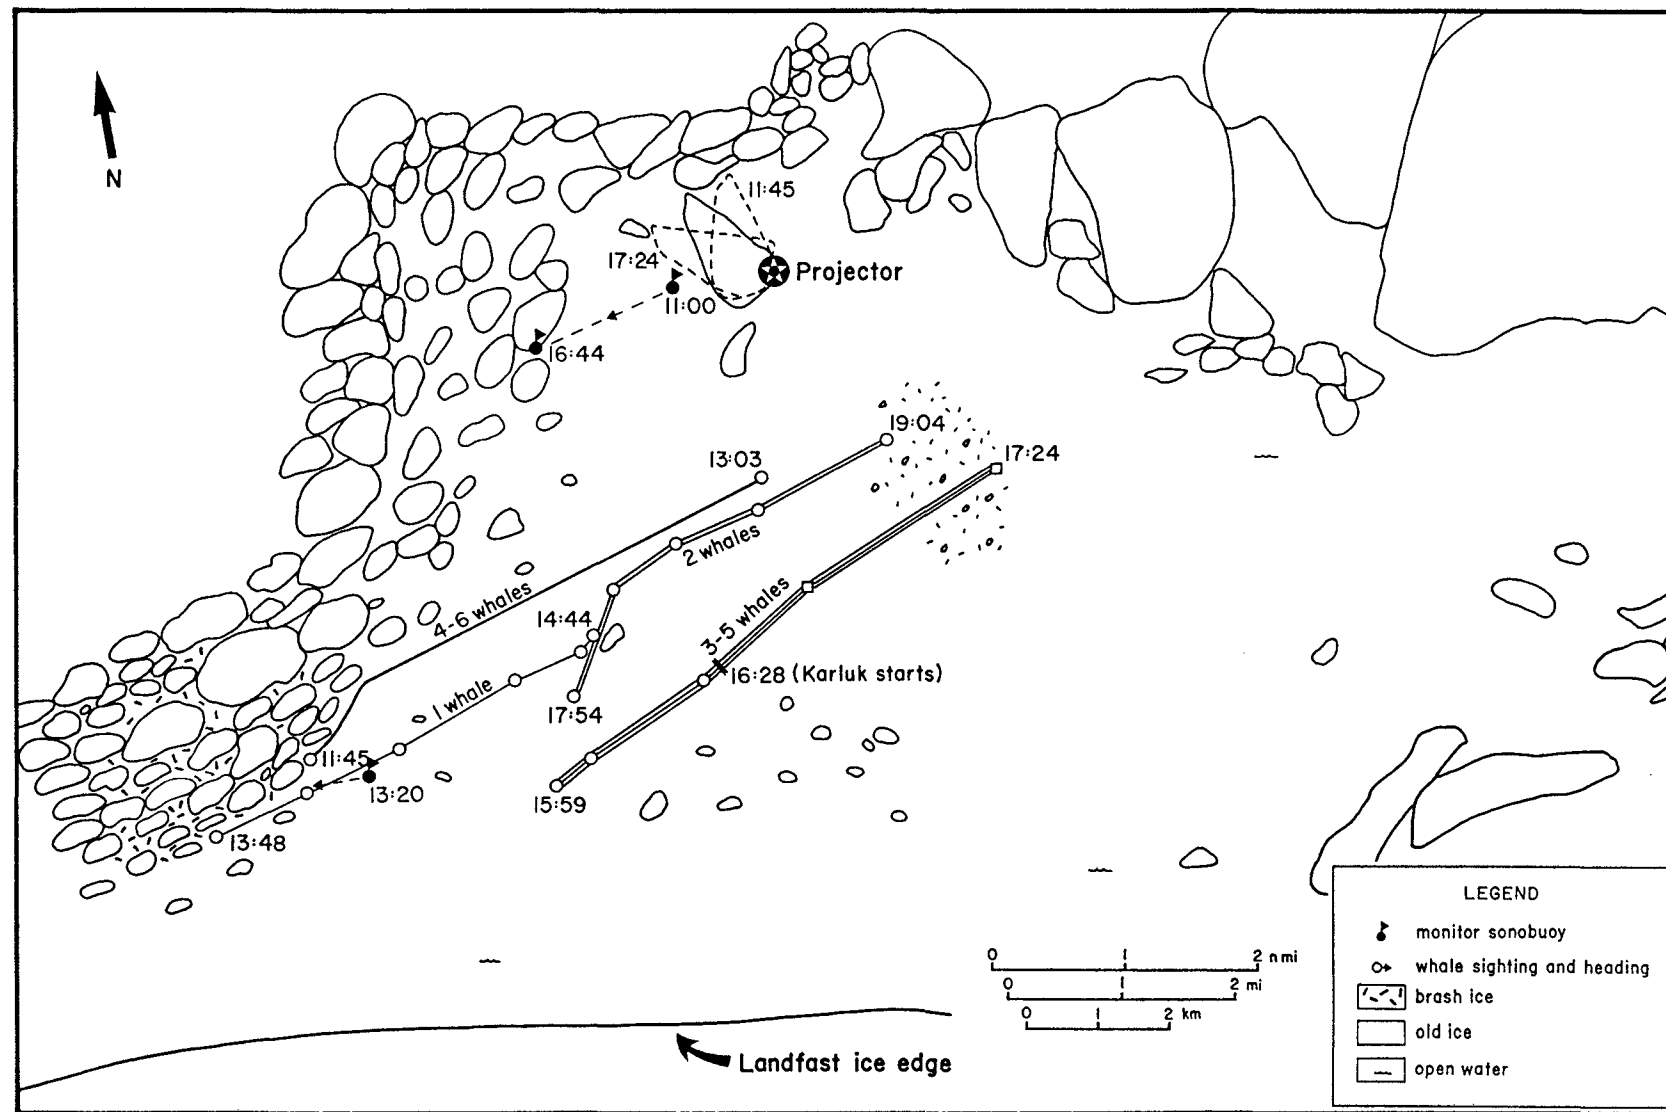 N
11:45
17:24
Projector
11:00
16:44
19:04
13:03
17:24
2 whales
4-6 whales
14:44
3-5 whales
16:28 (Karluk starts)
1 whale
17:54
11:45
13:20
15:59
13:48
LEGEND
monitor sonobuoy
whale sighting and heading
brash ice
old ice
open water
0 1 2 n mi
0 1 2 mi
0 1 2 km
Landfast ice edge